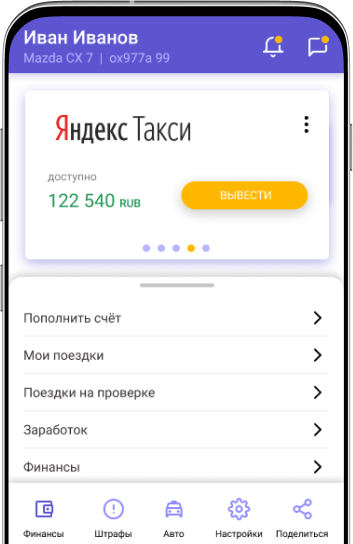 Иван Иванов
Mazda CX 7 | ох977а 99
Яндекс Такси
доступно
122 540 RUB
ВЫВЕСТИ
Пополнить счёт
Мои поездки
Поездки на проверке
Заработок
Финансы
Финансы Штрафы Авто Настройки Поделиться